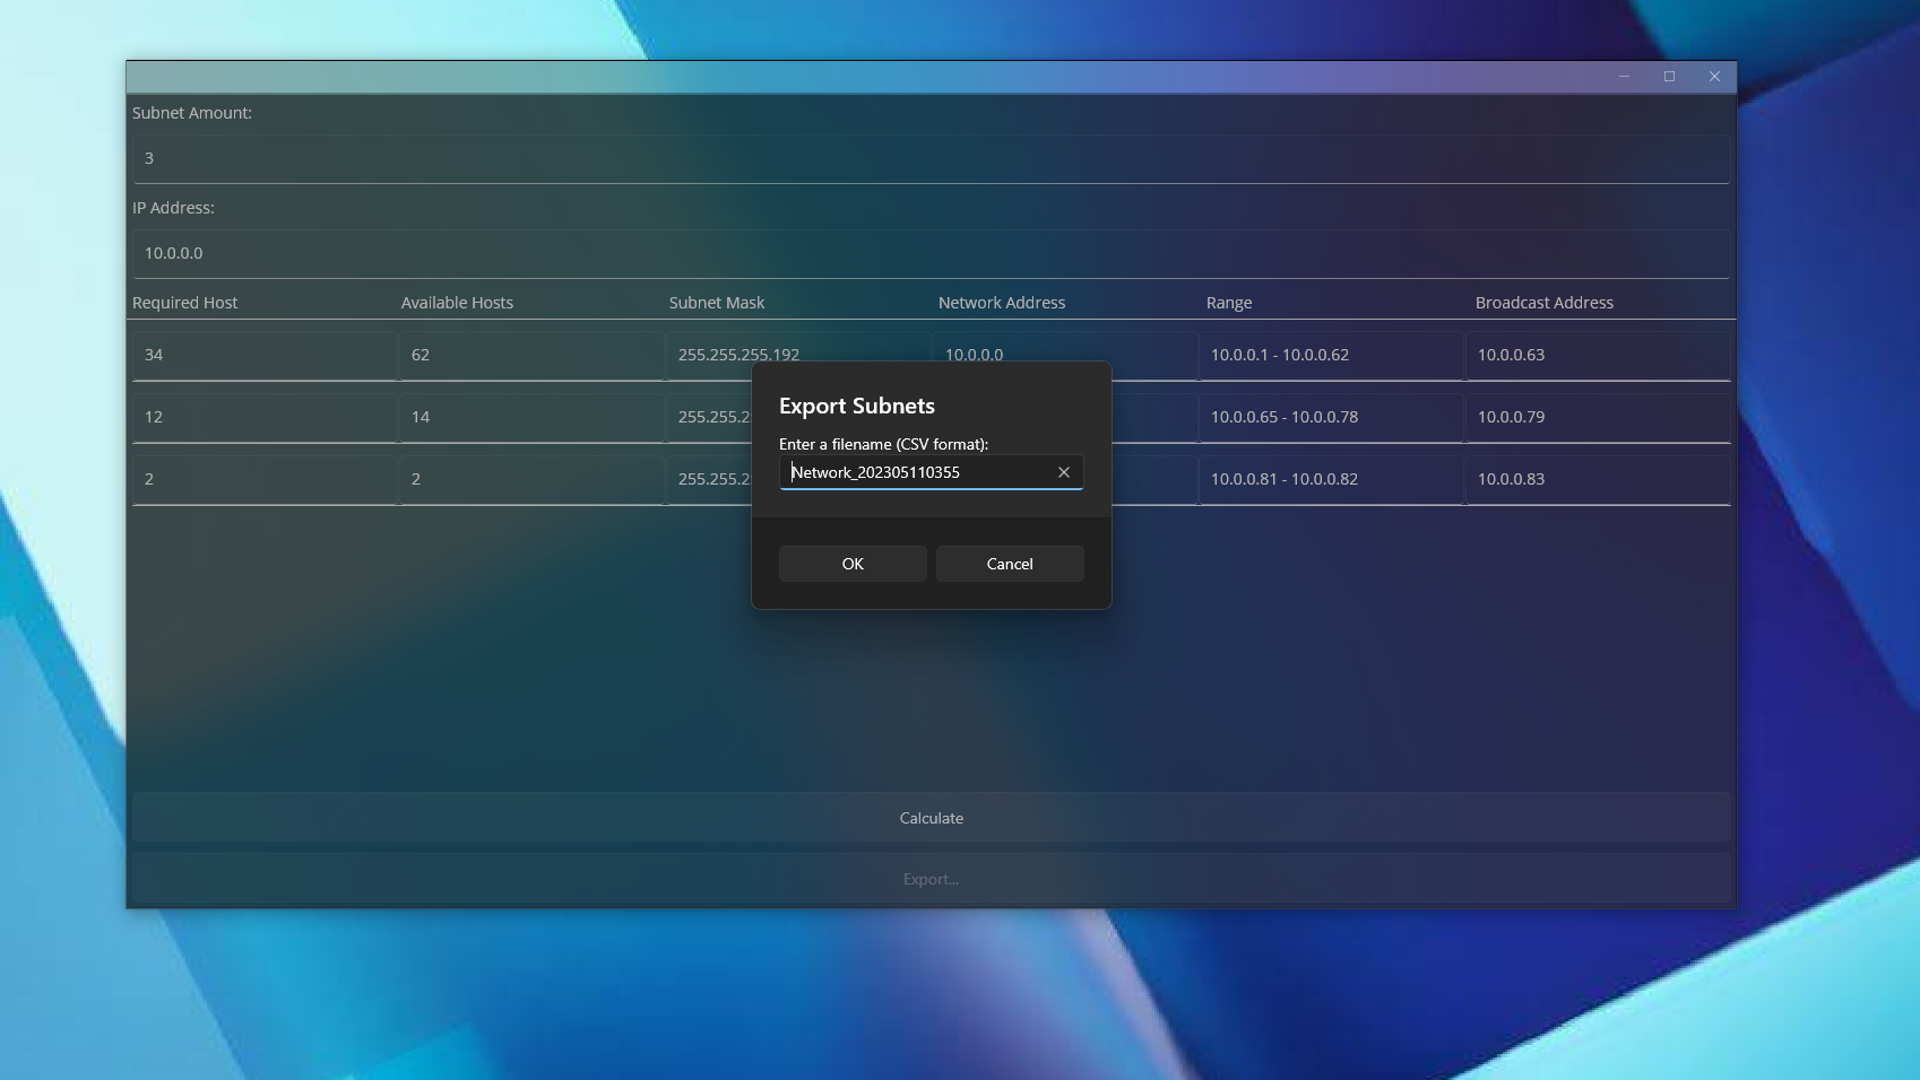 Subnet Amount:
3
IP Address:
10.0.0.0
Required Host Available Hosts Subnet Mask Network Address Range Broadcast Address
34 62 255.255.255.192 10.0.0.0 10.0.0.1 - 10.0.0.62 10.0.0.63
12 14 255.255.2 10.0.0.65 - 10.0.0.78 10.0.0.79
2 2 255.255.2 10.0.0.81 - 10.0.0.82 10.0.0.83
Export Subnets
Enter a filename (CSV format):
Network_202305110355
OK Cancel
Calculate
Export...